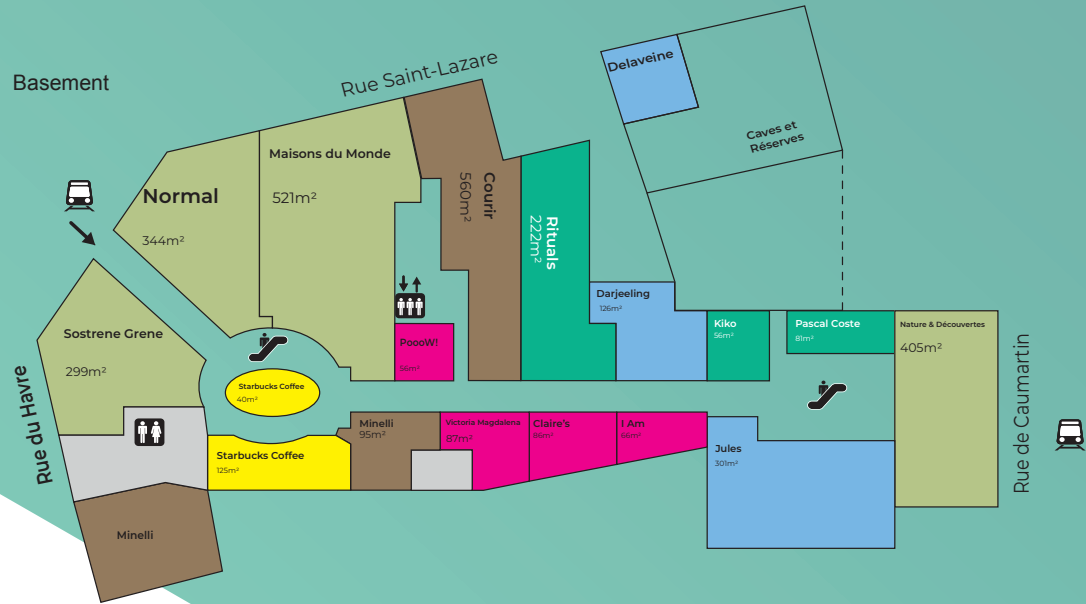 Basement
Rue Saint-Lazare
Delaveine
Caves et
Réserves
Normal
344m²
Maisons du Monde
521m²
Courir
560m²
Rituals
222m²
Sostrene Grene
299m²
PoooW!
56m²
Darjeeling
126m²
Kiko
56m²
Pascal Coste
81m²
Nature & Découvertes
405m²
Starbucks Coffee
40m²
Starbucks Coffee
125m²
Minelli
95m²
Victoria Magdalena
87m²
Claire's
86m²
I Am
66m²
Jules
301m²
Minelli
Rue du Havre
Rue de Caumartin